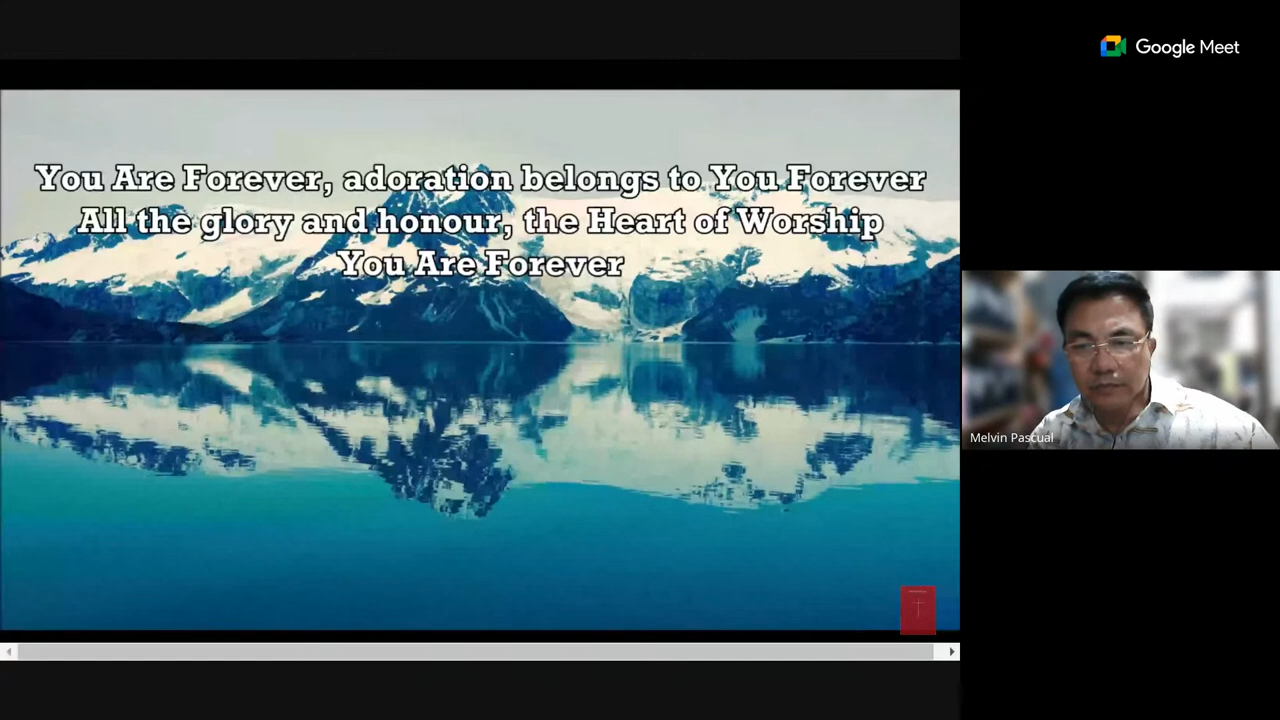 Google Meet
You Are Forever, adoration belongs to You Forever
All the glory and honour, the Heart of Worship
You Are Forever
Melvin Pascual